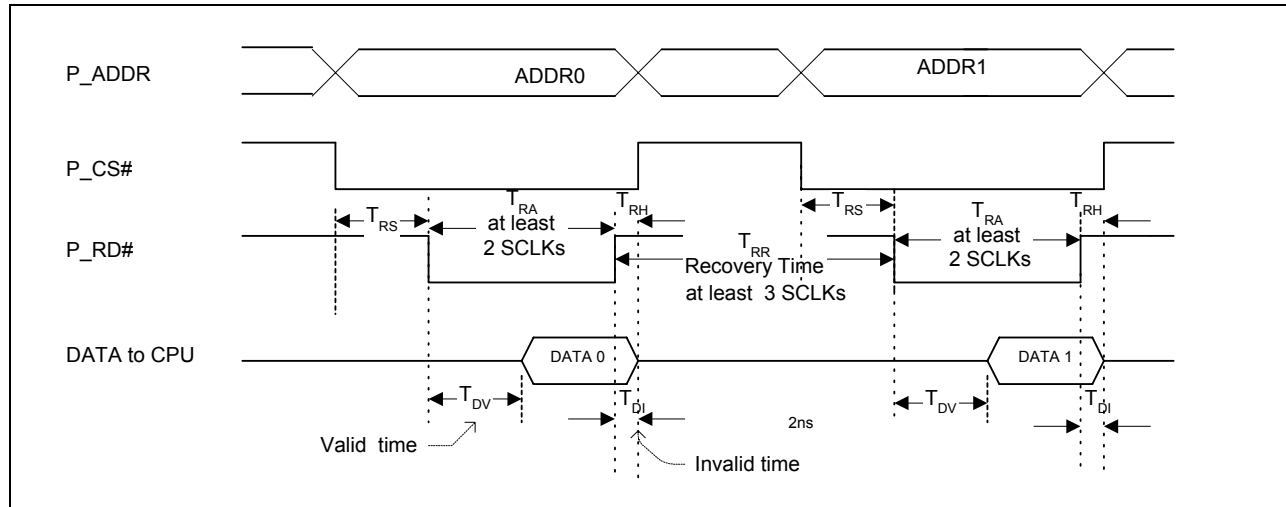 P_ADDR
ADDR0
ADDR1
P_CS#
T_RS
T_RA
at least
2 SCLKs
T_RH
T_RS
T_RA
at least
2 SCLKs
T_RH
P_RD#
T_RR
Recovery Time
at least 3 SCLKs
DATA to CPU
DATA 0
DATA 1
T_DV
T_DI
2ns
T_DV
T_DI
Valid time
Invalid time